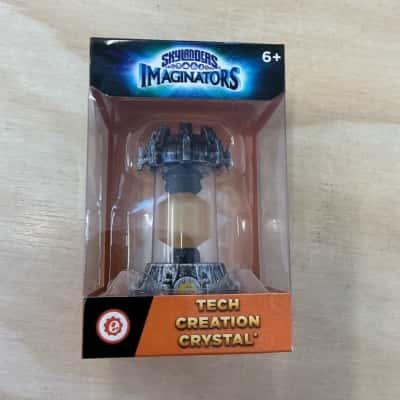 SKYLANDERS
IMAGINATORS
6+
e
TECH
CREATION
CRYSTAL